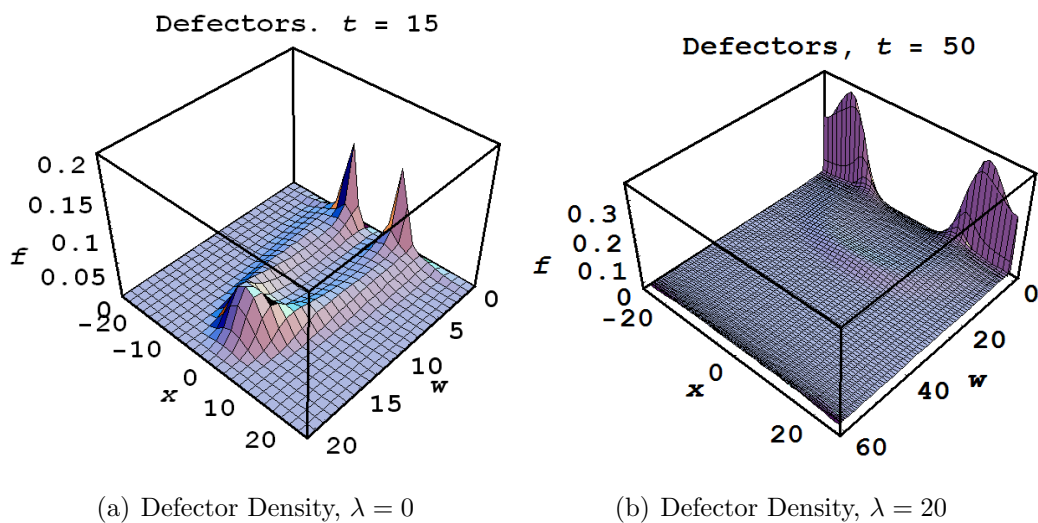 Defectors. t = 15
0.2
0.15
0.1
f
0.05
0
-20
-10
x
0
10
20
0
5
10
w
15
20
(a) Defector Density, λ = 0
Defectors, t = 50
0.3
0.2
f
0.1
0
-20
x
0
20
0
20
w
40
60
(b) Defector Density, λ = 20